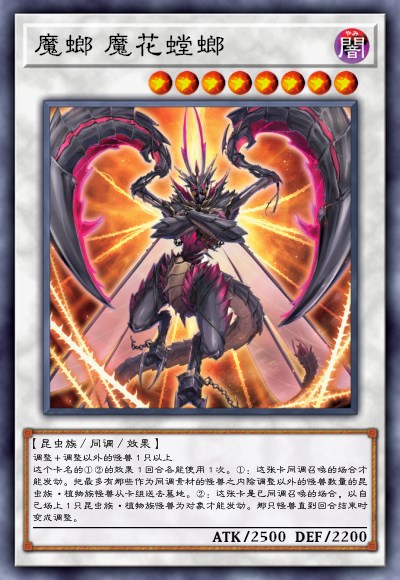 魔螂 魔花螳螂
やみ
闇
【昆虫族/同调/效果】
调整+调整以外的怪兽1只以上
这个卡名的①②的效果1回合各能使用1次。①:这张卡同调召唤的场合才
能发动。把最多有那些作为同调素材的怪兽之内除调整以外的怪兽数量的昆
虫族·植物族怪兽从卡组送去墓地。②:这张卡是已同调召唤的场合,以自
己场上1只昆虫族·植物族怪兽为对象才能发动。那只怪兽直到回合结束时
变成调整。
ATK/2500 DEF/2200